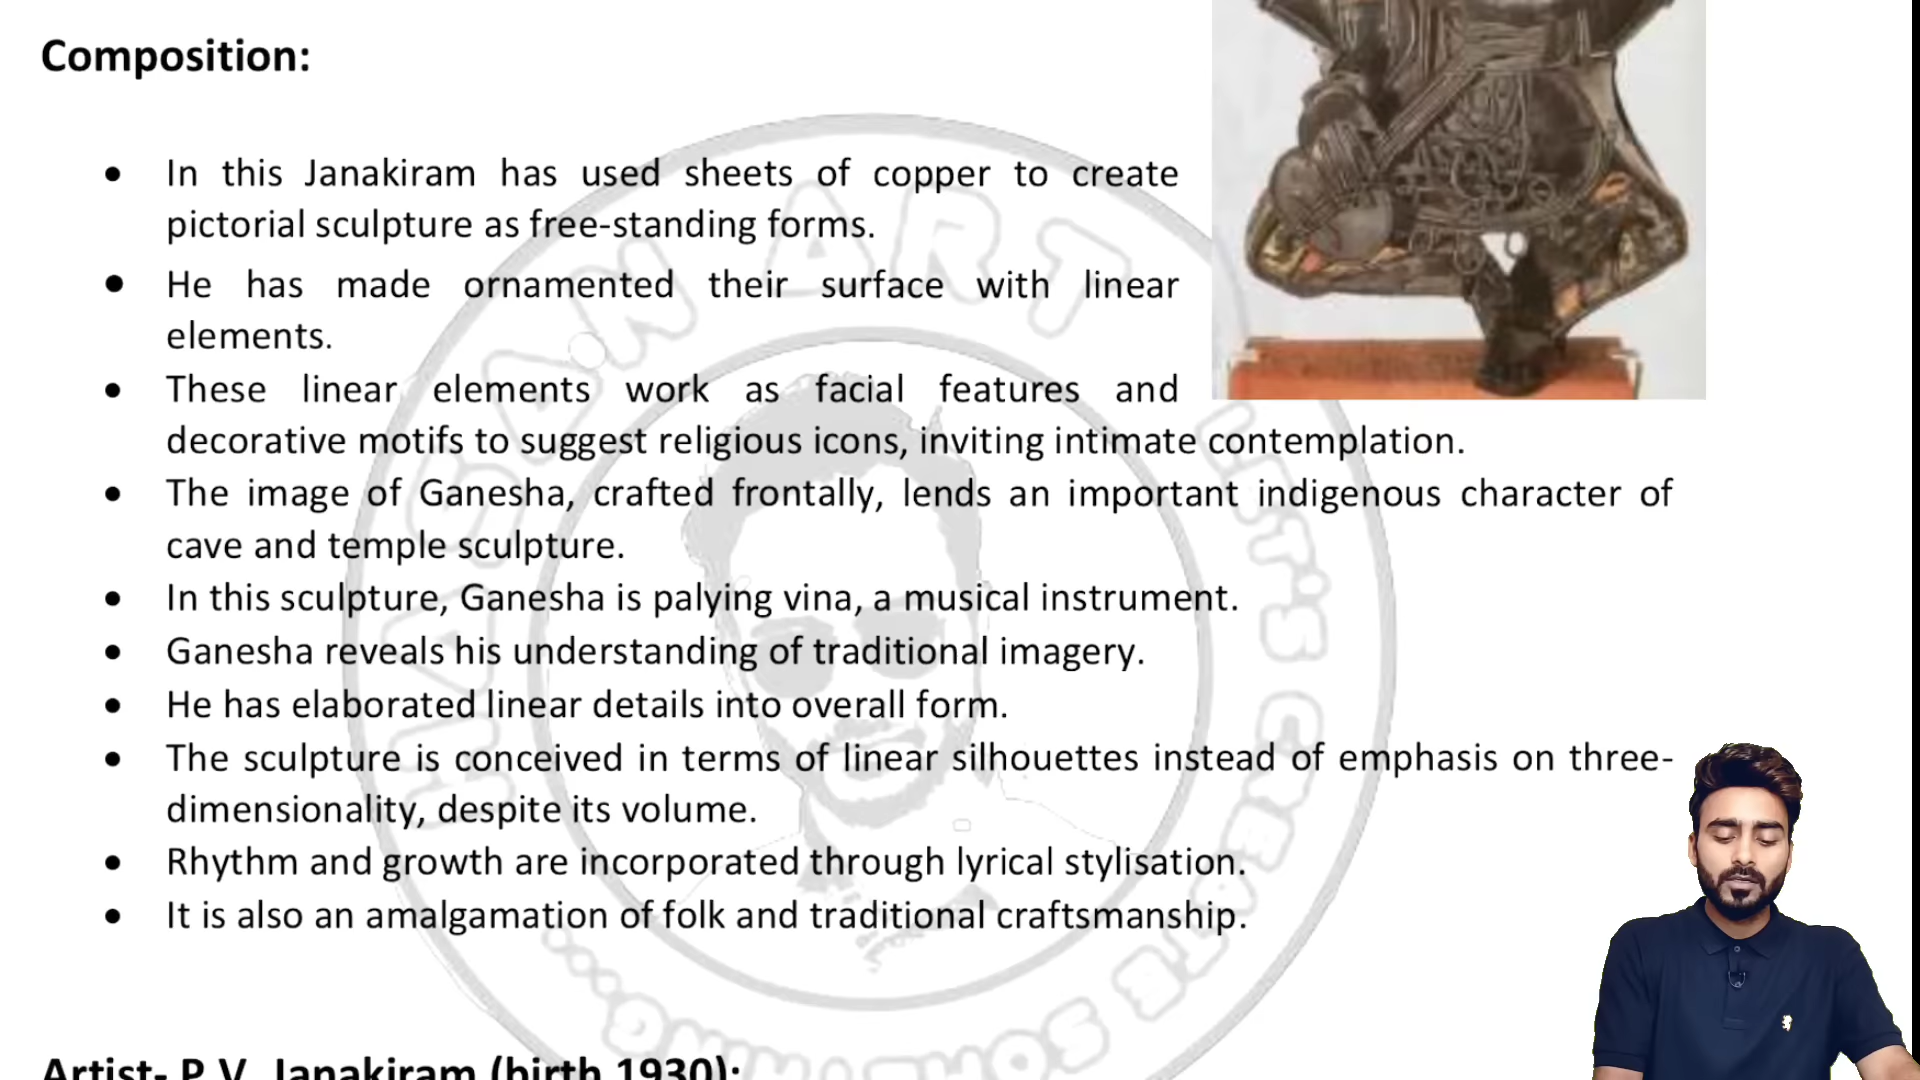 Composition:
• In this Janakiram has used sheets of copper to create
pictorial sculpture as free-standing forms.
• He has made ornamented their surface with linear
elements.
• These linear elements work as facial features and
decorative motifs to suggest religious icons, inviting intimate contemplation.
• The image of Ganesha, crafted frontally, lends an important indigenous character of
cave and temple sculpture.
• In this sculpture, Ganesha is palying vina, a musical instrument.
• Ganesha reveals his understanding of traditional imagery.
• He has elaborated linear details into overall form.
• The sculpture is conceived in terms of linear silhouettes instead of emphasis on three-
dimensionality, despite its volume.
• Rhythm and growth are incorporated through lyrical stylisation.
• It is also an amalgamation of folk and traditional craftsmanship.
Artist- P.V. Janakiram (birth 1930):
HASAN ART
LET'S CREATE SOMETHING....